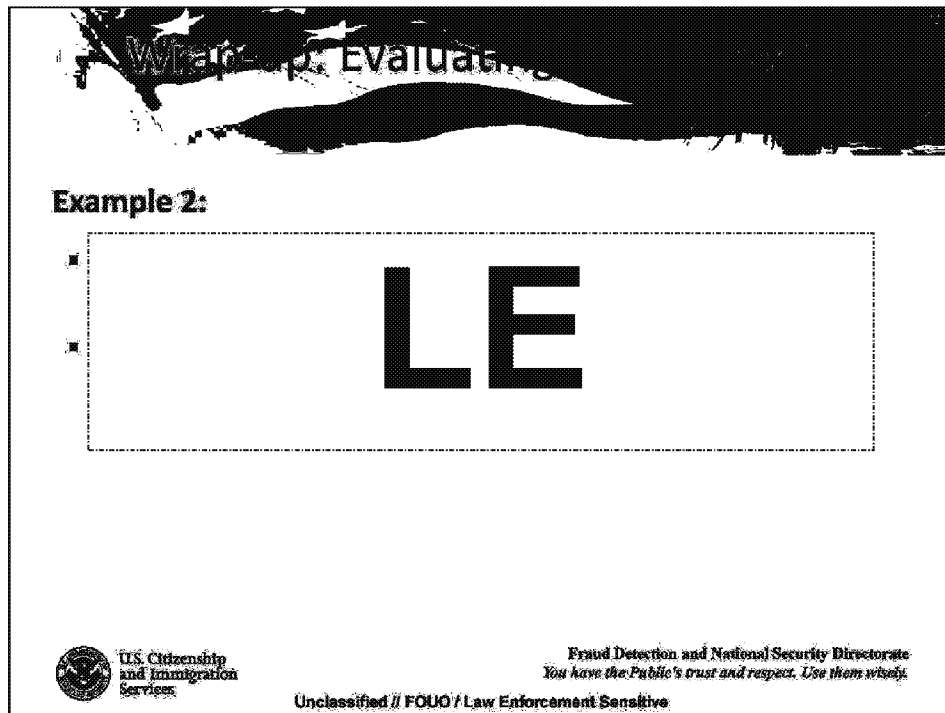 Wrap-up: Evaluating
Example 2:
LE
U.S. Citizenship
and Immigration
Services
Fraud Detection and National Security Directorate
You have the Public's trust and respect. Use them wisely.
Unclassified // FOUO / Law Enforcement Sensitive